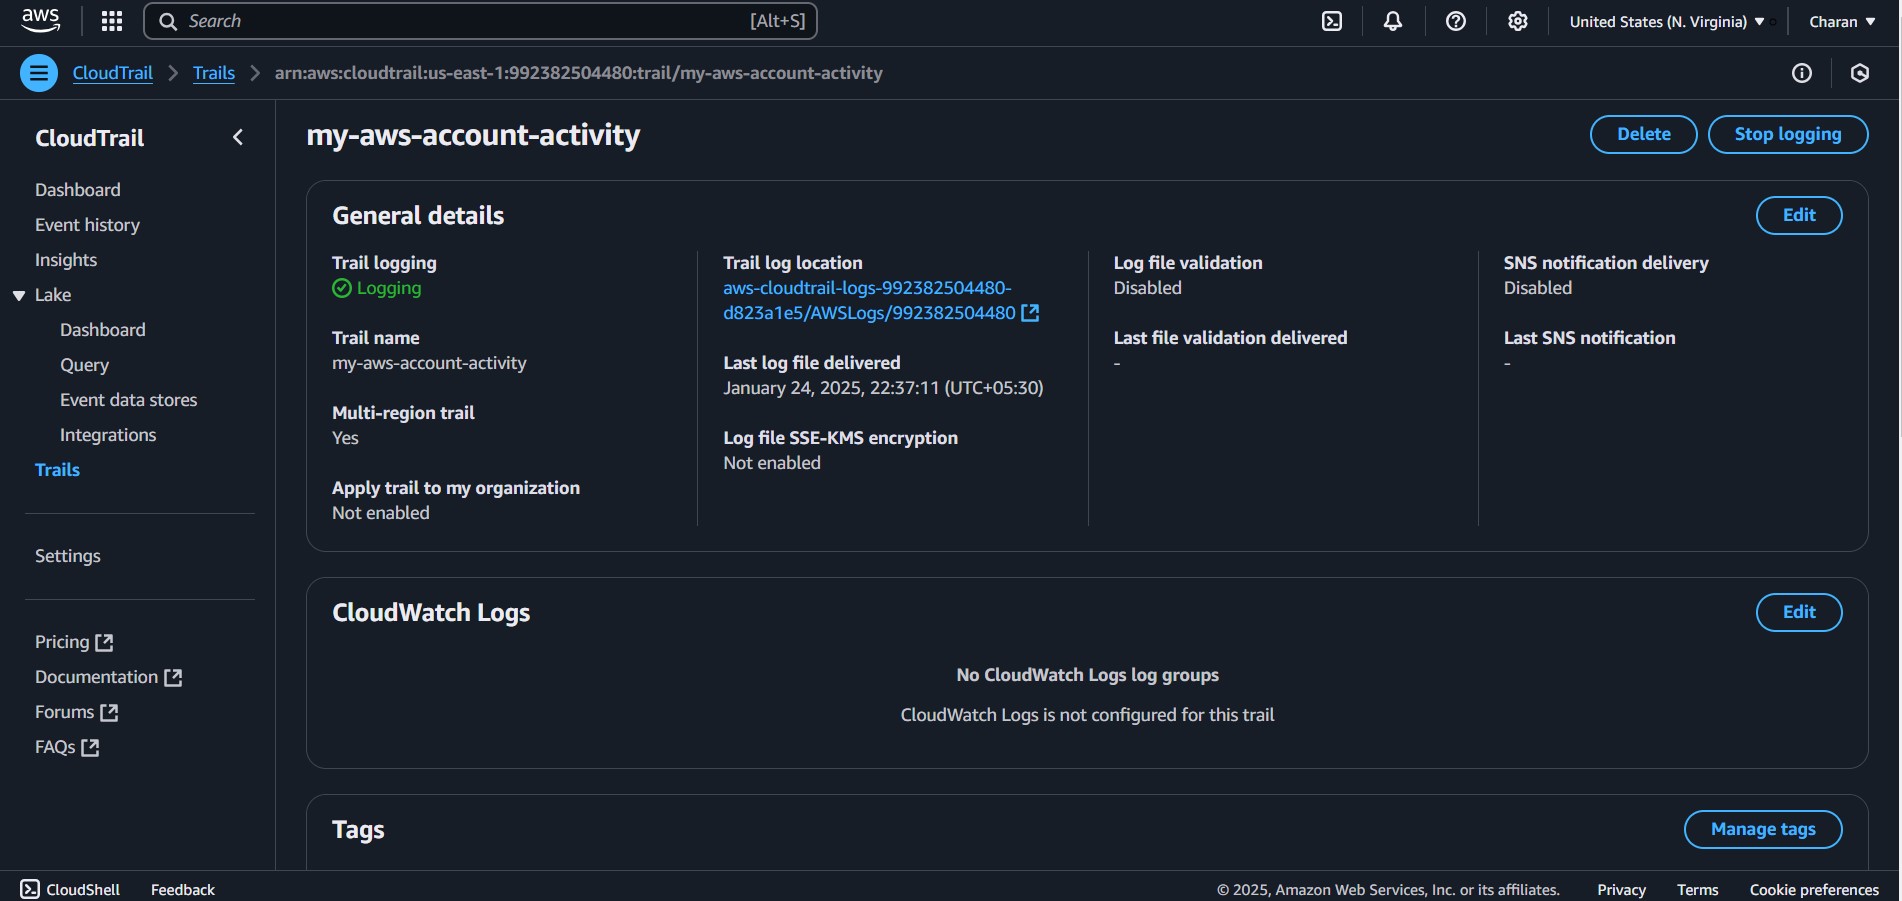 aws
Search
[Alt+S]
United States (N. Virginia)
Charan
CloudTrail
Trails
arn:aws:cloudtrail:us-east-1:992382504480:trail/my-aws-account-activity
CloudTrail
Dashboard
Event history
Insights
Lake
Dashboard
Query
Event data stores
Integrations
Trails
Settings
Pricing
Documentation
Forums
FAQs
my-aws-account-activity
Delete
Stop logging
General details
Edit
Trail logging
Logging
Trail name
my-aws-account-activity
Multi-region trail
Yes
Apply trail to my organization
Not enabled
Trail log location
aws-cloudtrail-logs-992382504480-
d823a1e5/AWSLogs/992382504480
Last log file delivered
January 24, 2025, 22:37:11 (UTC+05:30)
Log file SSE-KMS encryption
Not enabled
Log file validation
Disabled
Last file validation delivered
-
SNS notification delivery
Disabled
Last SNS notification
-
CloudWatch Logs
Edit
No CloudWatch Logs log groups
CloudWatch Logs is not configured for this trail
Tags
Manage tags
CloudShell
Feedback
© 2025, Amazon Web Services, Inc. or its affiliates.
Privacy
Terms
Cookie preferences